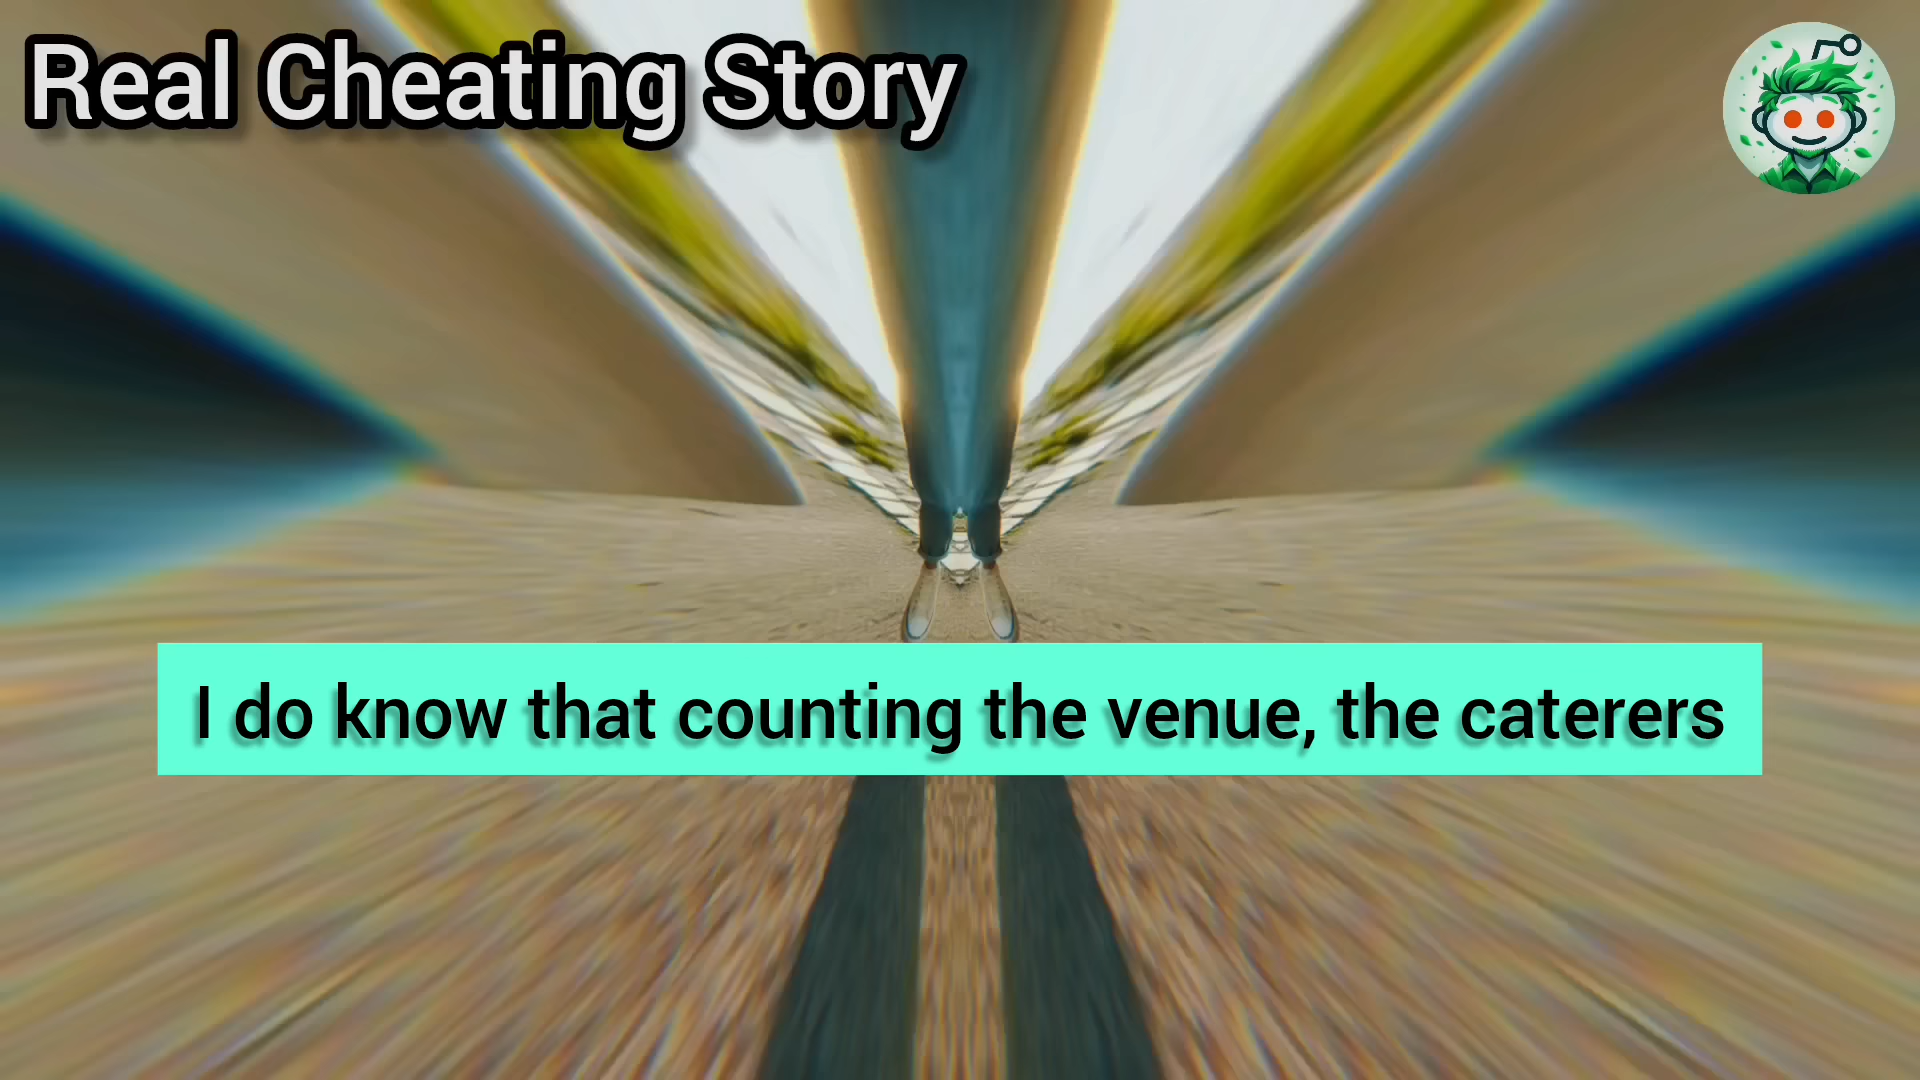 Real Cheating Story
I do know that counting the venue, the caterers